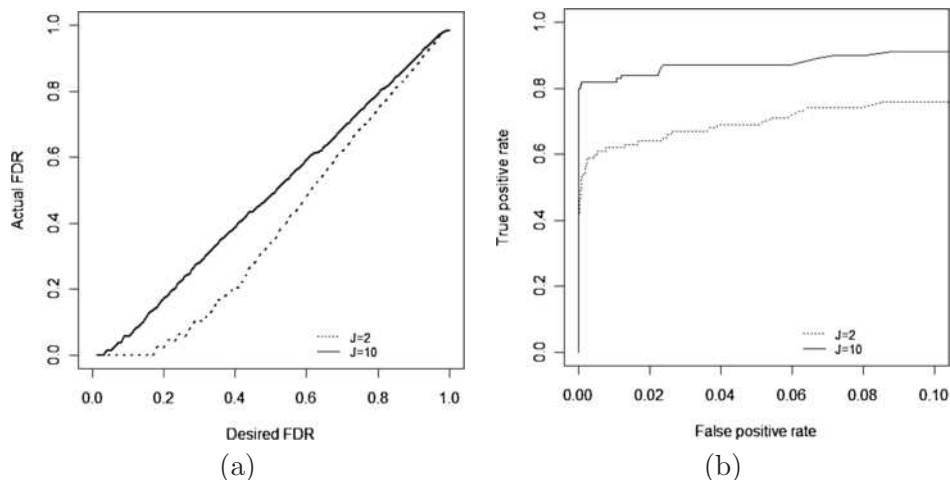 Actual FDR
1.0
0.8
0.6
0.4
0.2
0.0
J=2
J=10
0.0 0.2 0.4 0.6 0.8 1.0
Desired FDR
(a)
True positive rate
1.0
0.8
0.6
0.4
0.2
0.0
J=2
J=10
0.00 0.02 0.04 0.06 0.08 0.10
False positive rate
(b)